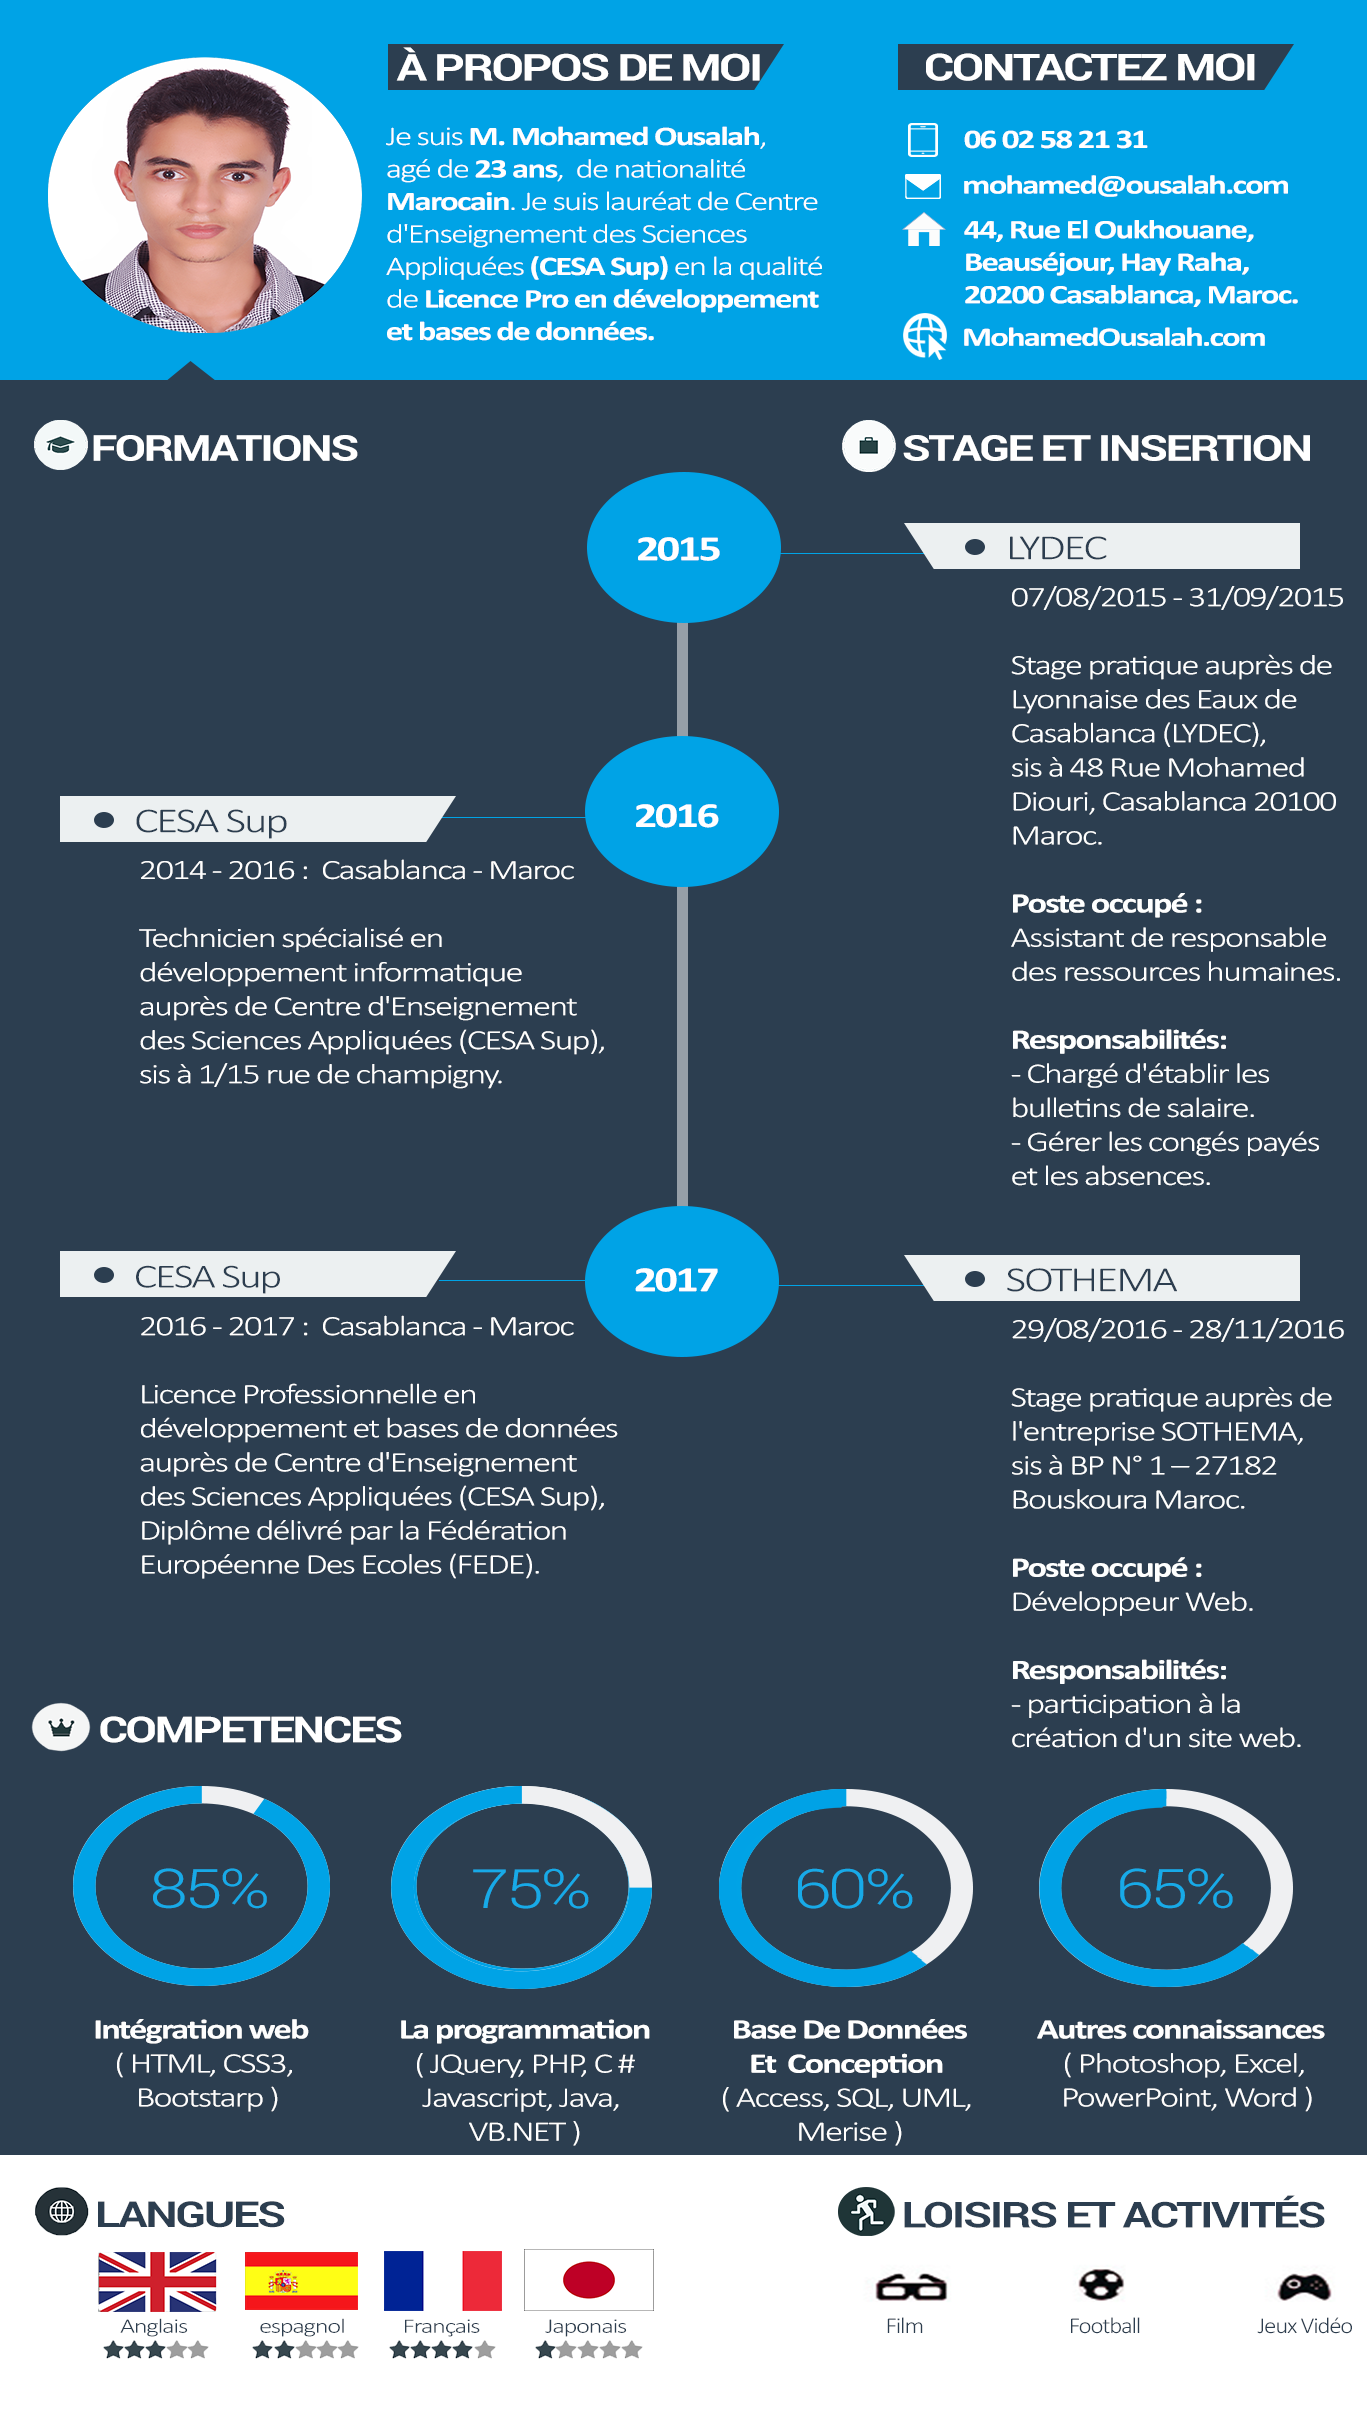 À PROPOS DE MOI
Je suis M. Mohamed Ousalah,
agé de 23 ans, de nationalité
Marocain. Je suis lauréat de Centre
d'Enseignement des Sciences
Appliquées (CESA Sup) en la qualité
de Licence Pro en développement
et bases de données.
CONTACTEZ MOI
06 02 58 21 31
mohamed@ousalah.com
44, Rue El Oukhouane,
Beauséjour, Hay Raha,
20200 Casablanca, Maroc.
MohamedOusalah.com
FORMATIONS
STAGE ET INSERTION
2015
LYDEC
07/08/2015 - 31/09/2015
Stage pratique auprès de
Lyonnaise des Eaux de
Casablanca (LYDEC),
sis à 48 Rue Mohamed
Diouri, Casablanca 20100
Maroc.
Poste occupé :
Assistant de responsable
des ressources humaines.
Responsabilités:
- Chargé d'établir les
bulletins de salaire.
- Gérer les congés payés
et les absences.
2016
CESA Sup
2014 - 2016 : Casablanca - Maroc
Technicien spécialisé en
développement informatique
auprès de Centre d'Enseignement
des Sciences Appliquées (CESA Sup),
sis à 1/15 rue de champigny.
2017
CESA Sup
2016 - 2017 : Casablanca - Maroc
Licence Professionnelle en
développement et bases de données
auprès de Centre d'Enseignement
des Sciences Appliquées (CESA Sup),
Diplôme délivré par la Fédération
Européenne Des Ecoles (FEDE).
SOTHEMA
29/08/2016 - 28/11/2016
Stage pratique auprès de
l'entreprise SOTHEMA,
sis à BP N° 1 – 27182
Bouskoura Maroc.
Poste occupé :
Développeur Web.
Responsabilités:
- participation à la
création d'un site web.
COMPETENCES
85%
Intégration web
( HTML, CSS3,
Bootstarp )
75%
La programmation
( JQuery, PHP, C #
Javascript, Java,
VB.NET )
60%
Base De Données
Et Conception
( Access, SQL, UML,
Merise )
65%
Autres connaissances
( Photoshop, Excel,
PowerPoint, Word )
LANGUES
Anglais
espagnol
Français
Japonais
LOISIRS ET ACTIVITÉS
Film
Football
Jeux Vidéo